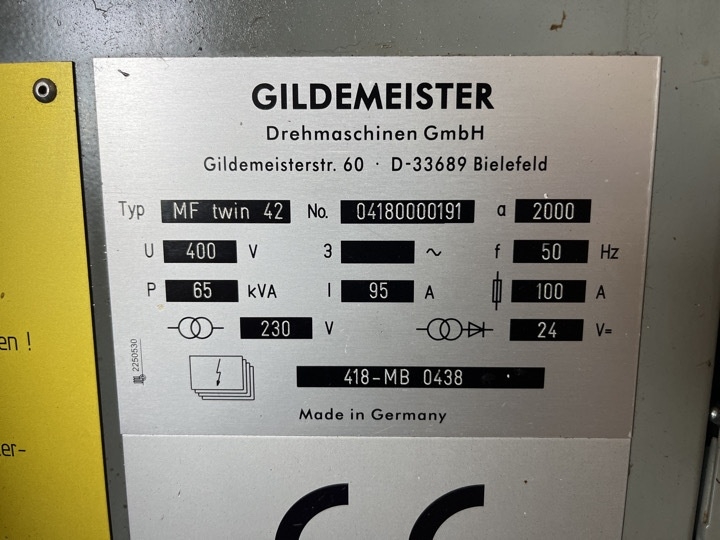 GILDEMEISTER
Drehmaschinen GmbH
Gildemeisterstr. 60 · D-33689 Bielefeld
Typ MF twin 42 No. 04180000191 a 2000
U 400 V 3 ~ f 50 Hz
P 65 kVA I 95 A 100 A
230 V 24 V=
2250530
418-MB 0438
Made in Germany
CE
en !
er-